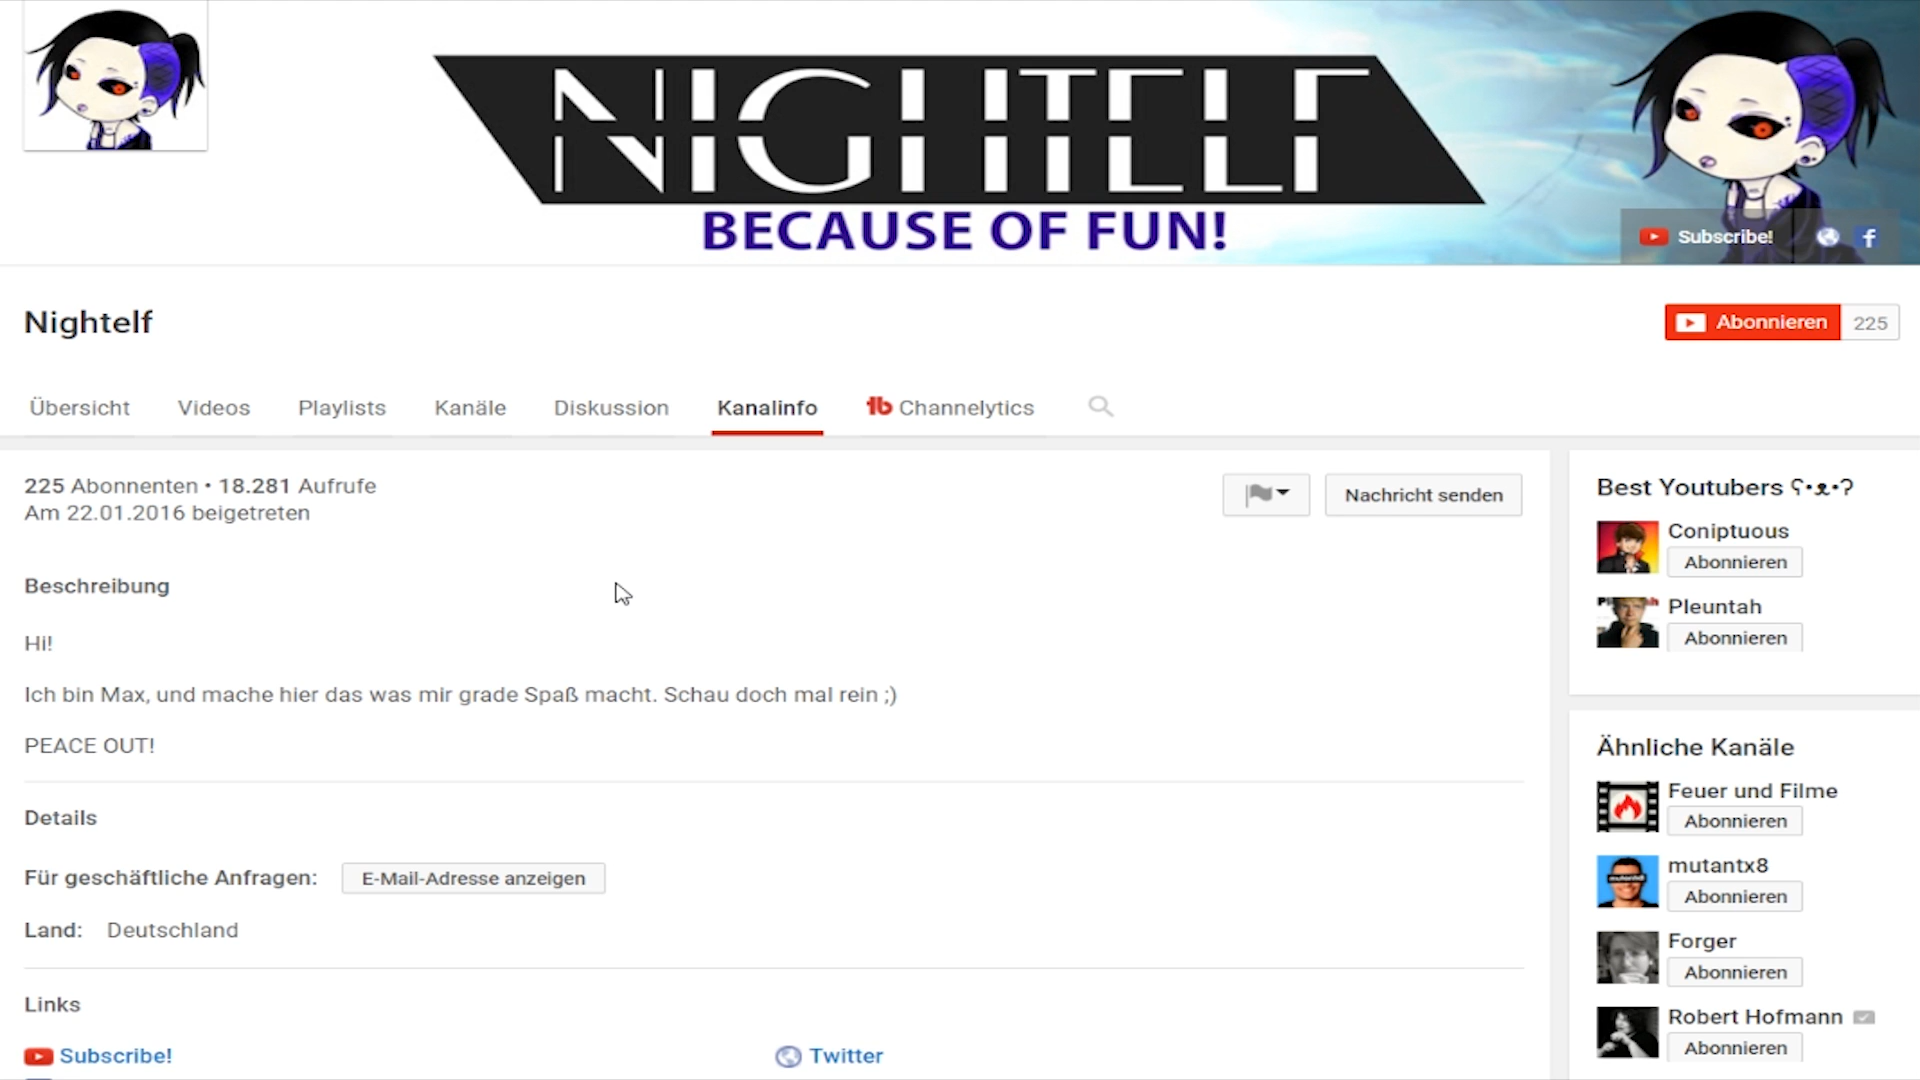 NIGHTELF
BECAUSE OF FUN!
Subscribe!
Nightelf
Abonnieren 225
Übersicht Videos Playlists Kanäle Diskussion Kanalinfo Channelytics
225 Abonnenten • 18.281 Aufrufe
Am 22.01.2016 beigetreten
Nachricht senden
Beschreibung
Hi!
Ich bin Max, und mache hier das was mir grade Spaß macht. Schau doch mal rein ;)
PEACE OUT!
Details
Für geschäftliche Anfragen: E-Mail-Adresse anzeigen
Land: Deutschland
Links
Subscribe! Twitter
Best Youtubers ʕ•ᴥ•ʔ
Coniptuous
Abonnieren
Pleuntah
Abonnieren
Ähnliche Kanäle
Feuer und Filme
Abonnieren
mutantx8
Abonnieren
Forger
Abonnieren
Robert Hofmann
Abonnieren